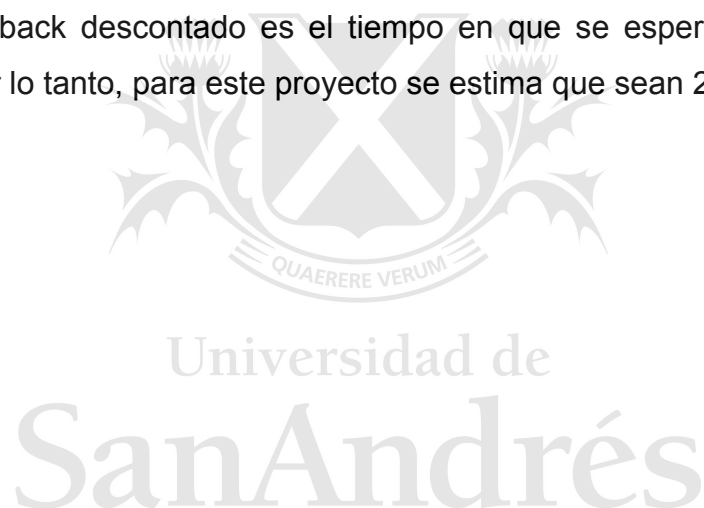 back descontado es el tiempo en que se esper
lo tanto, para este proyecto se estima que sean 2
QUAERERE VERUM
Universidad de
SanAndrés